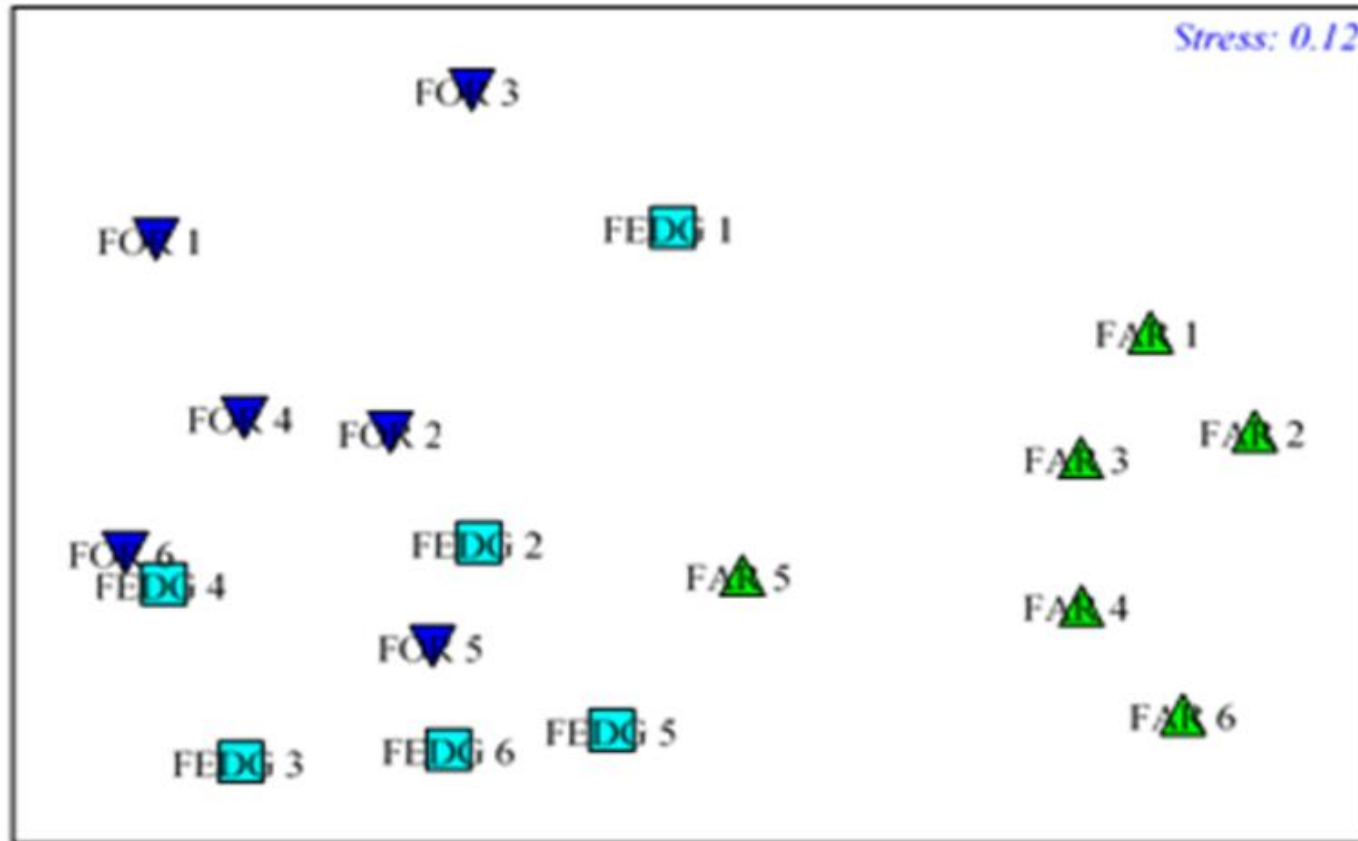 Stress: 0.12
FOR 3
FEDG 1
FOR 1
FAR 1
FOR 4
FOR 2
FAR 2
FAR 3
FEDG 2
FOR 6
FEDG 4
FAR 5
FAR 4
FOR 5
FAR 6
FEDG 5
FEDG 6
FEDG 3